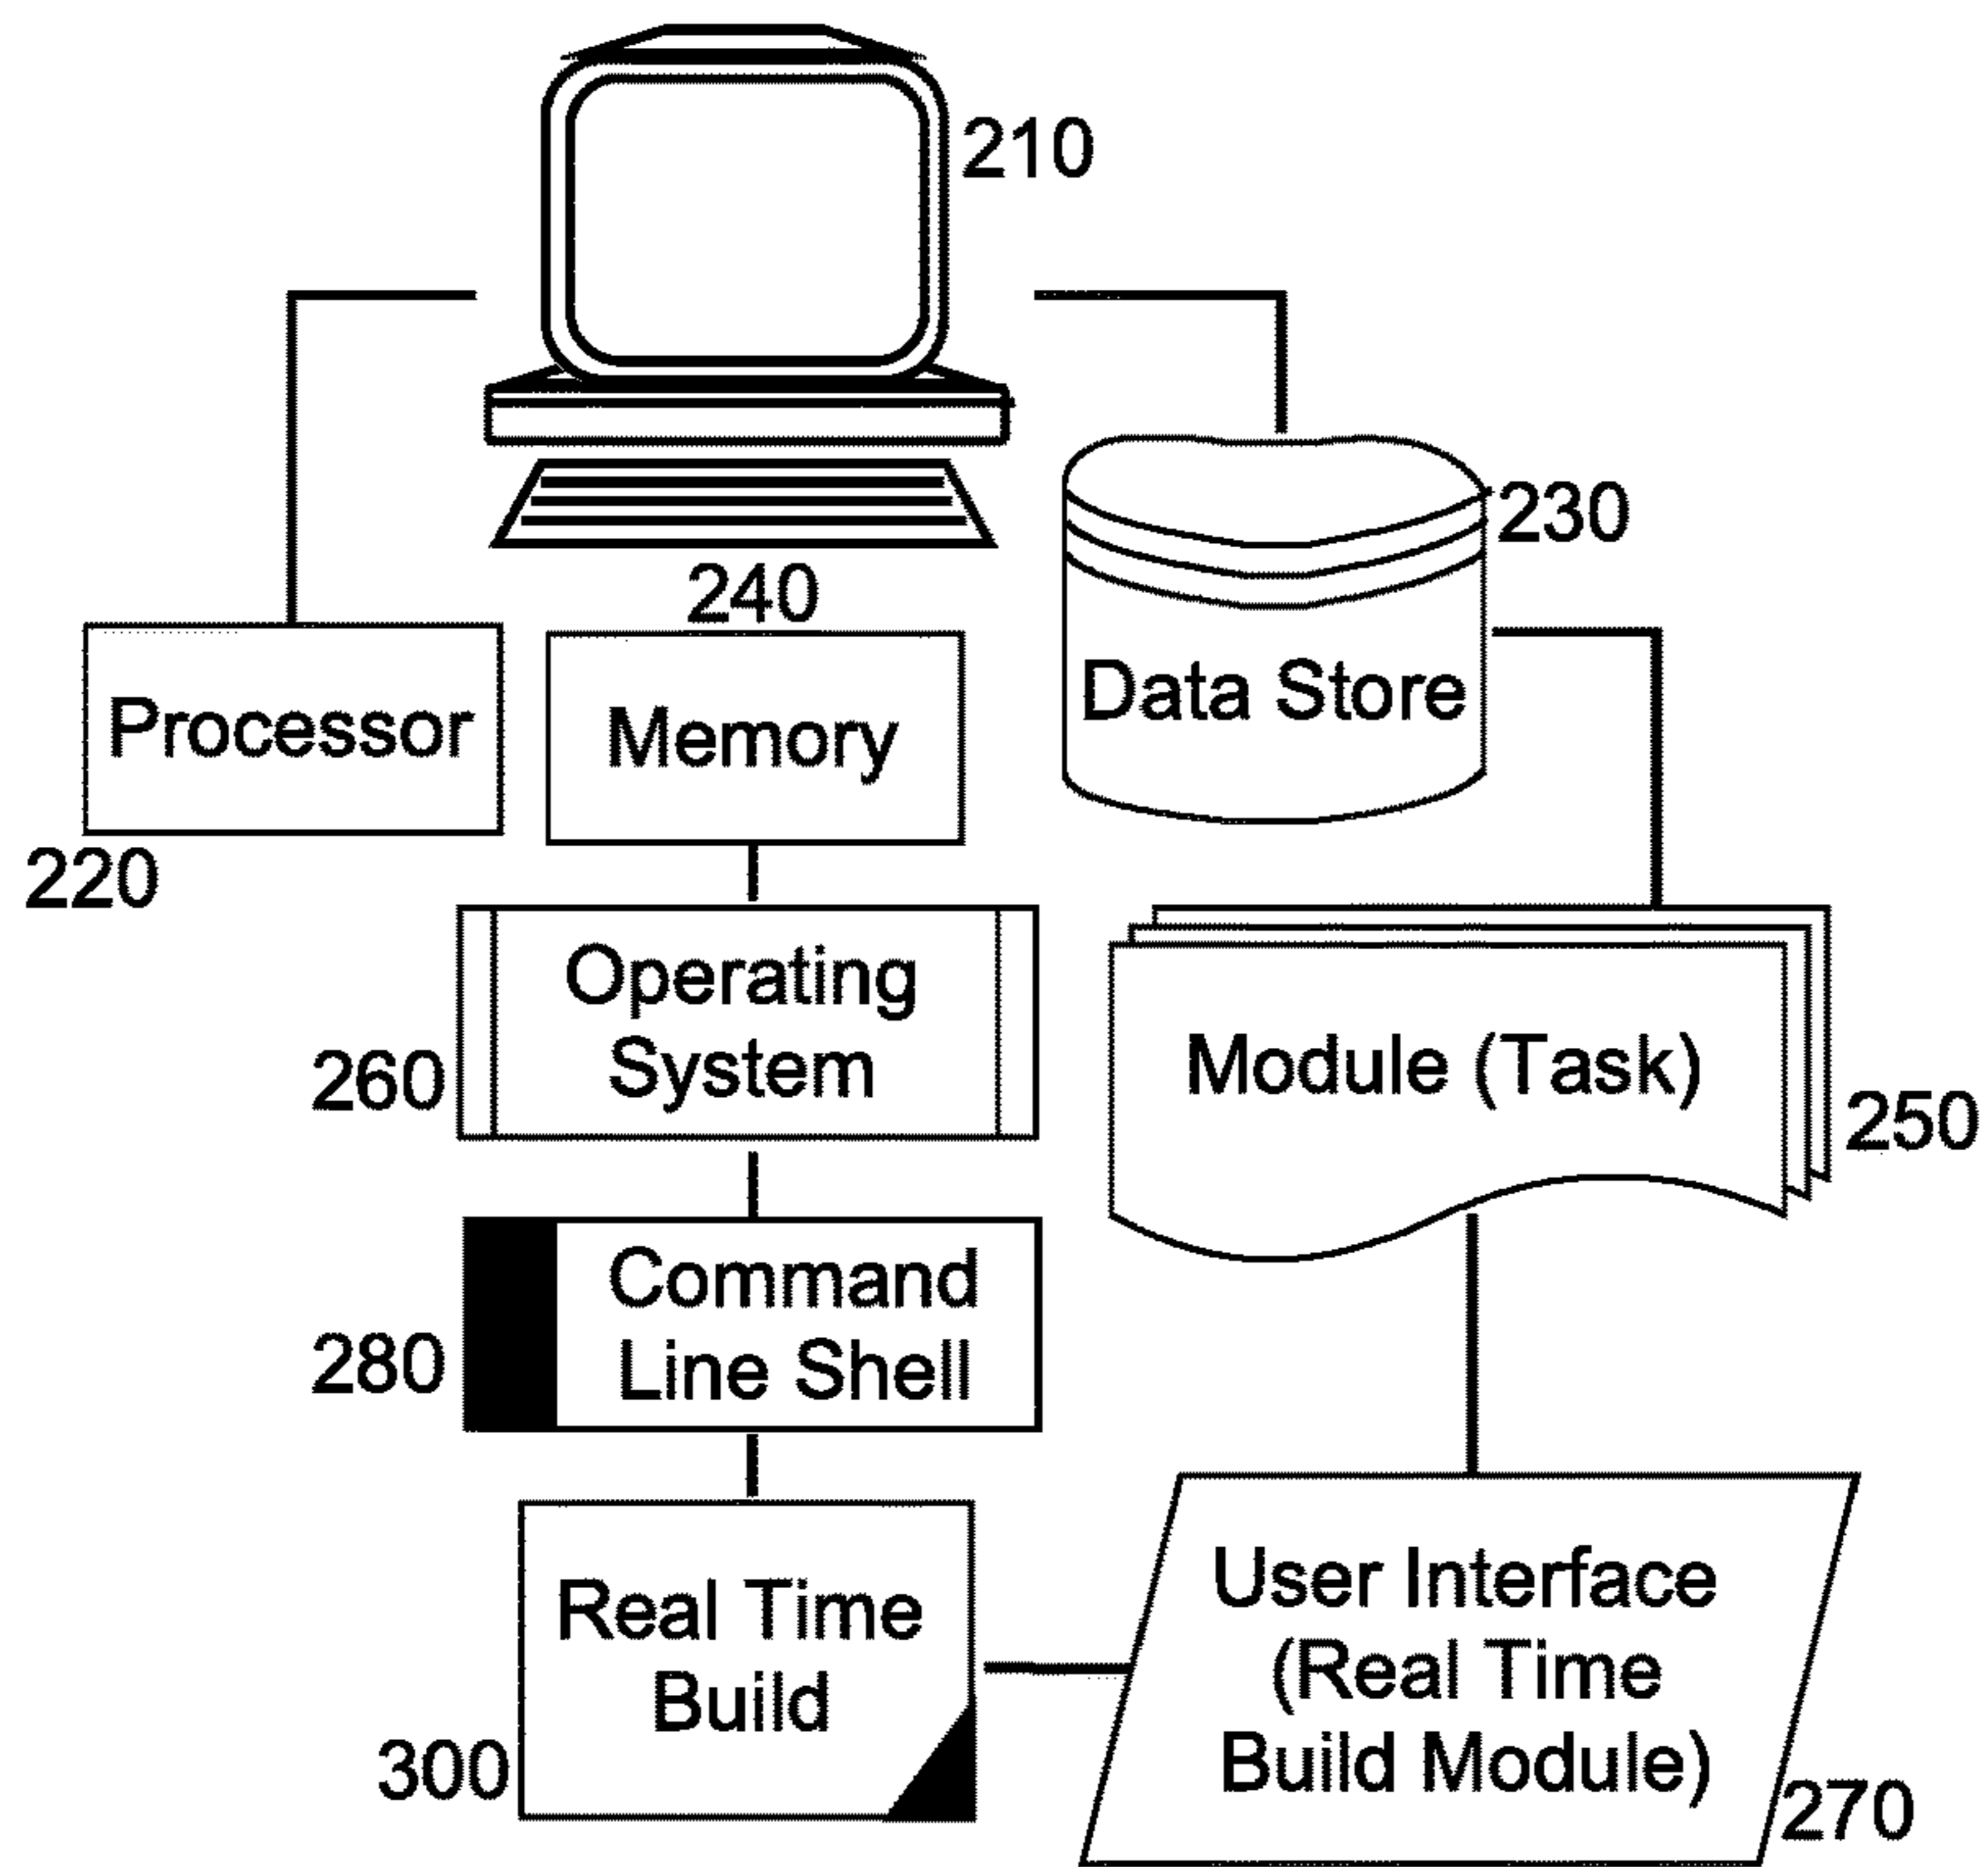 210
230
240
Processor
Memory
Data Store
220
Operating
System
260
Module (Task)
250
Command
Line Shell
280
Real Time
Build
300
User Interface
(Real Time
Build Module)
270